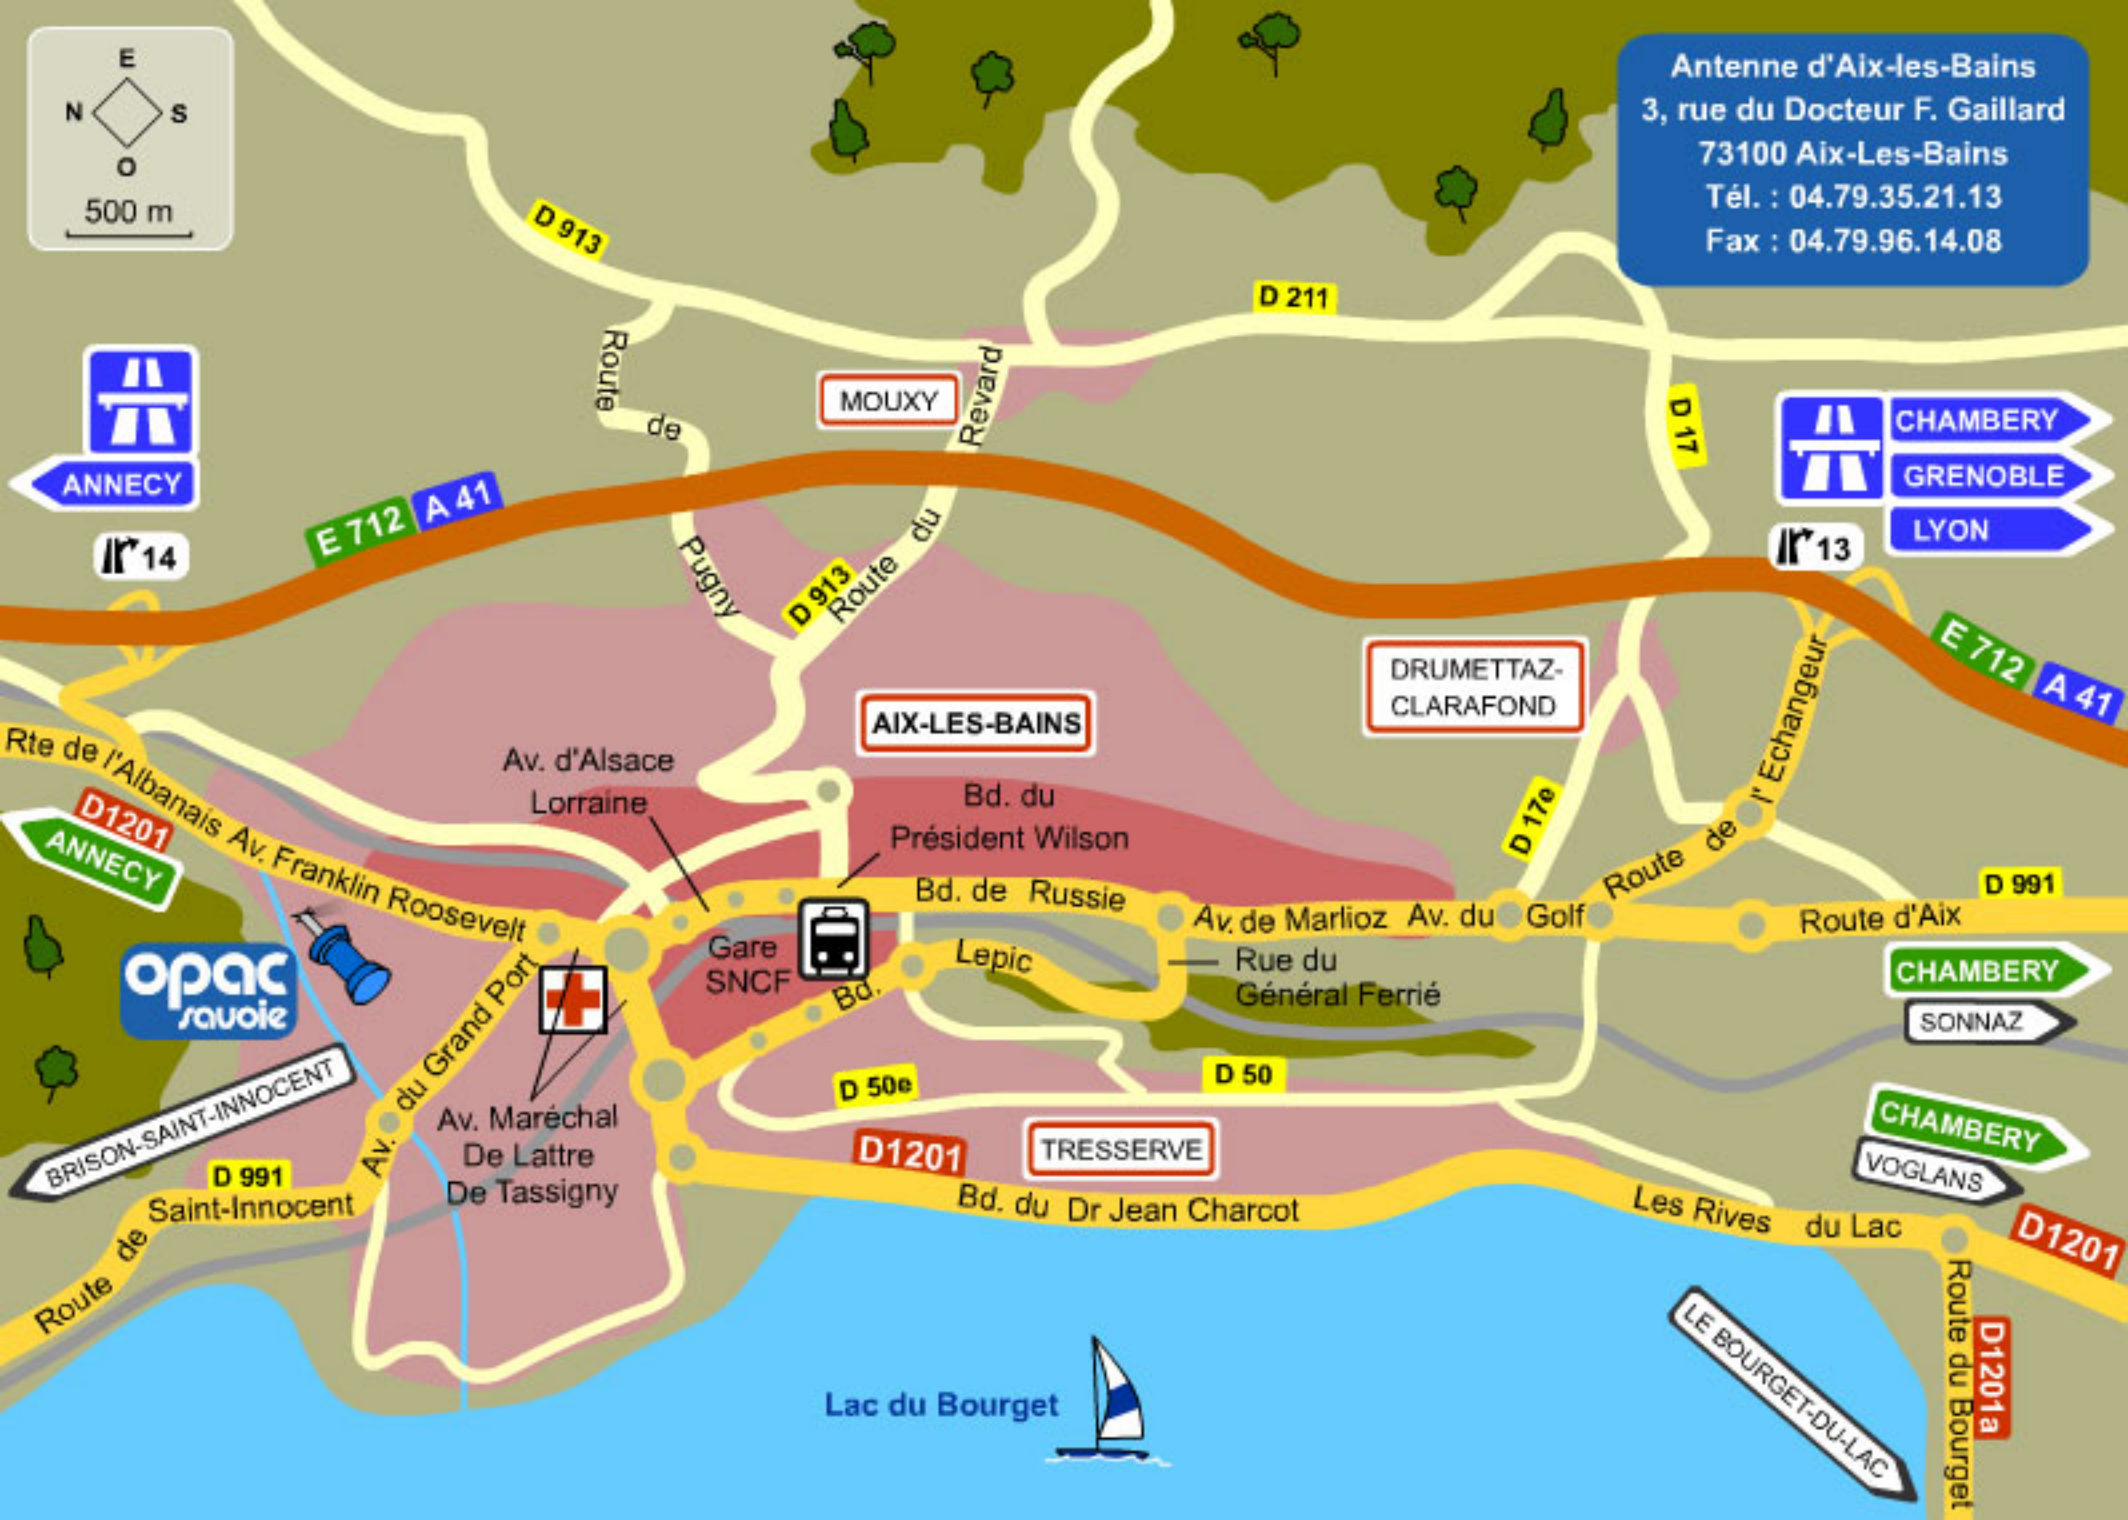 E
N
S
O
500 m
Antenne d'Aix-les-Bains
3, rue du Docteur F. Gaillard
73100 Aix-Les-Bains
Tél. : 04.79.35.21.13
Fax : 04.79.96.14.08
D 913
D 211
Route de Pugny
MOUXY
Route du Revard
D 17
ANNECY
14
E 712
A 41
CHAMBERY
GRENOBLE
LYON
13
D 913
E 712
A 41
DRUMETTAZ-
CLARAFOND
AIX-LES-BAINS
Route de l'Echangeur
Rte de l'Albanais
D1201
ANNECY
Av. d'Alsace
Lorraine
Bd. du
Président Wilson
D 17e
Av. Franklin Roosevelt
Bd. de Russie
Av. de Marlioz
Av. du Golf
D 991
Route d'Aix
opac
savoie
Gare
SNCF
Bd. Lepic
Rue du
Général Ferrié
CHAMBERY
SONNAZ
BRISON-SAINT-INNOCENT
Av. du Grand Port
D 50e
D 50
Av. Maréchal
De Lattre
De Tassigny
D1201
TRESSERVE
CHAMBERY
VOGLANS
D 991
Route de Saint-Innocent
Bd. du Dr Jean Charcot
Les Rives du Lac
D1201
LE BOURGET-DU-LAC
Route du Bourget
D1201a
Lac du Bourget